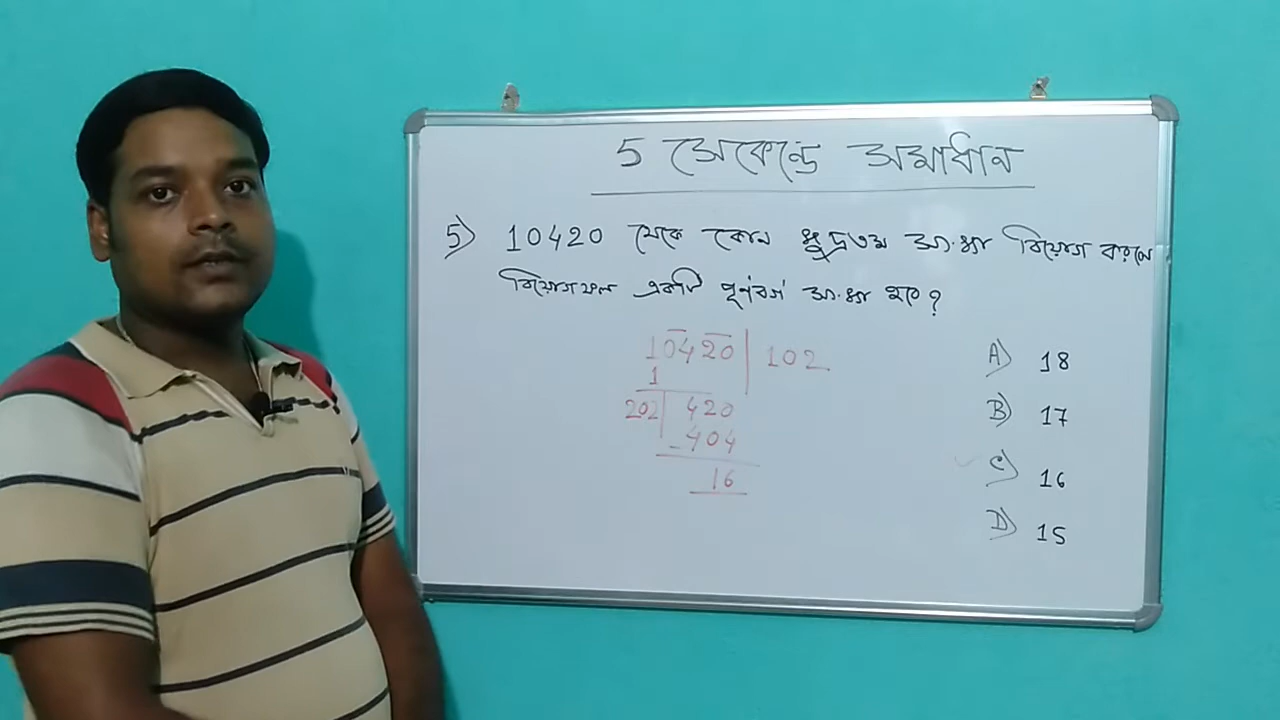 5 সেকেন্ডে সমাধান
5) 10420 থেকে কোন ক্ষুদ্রতম সংখ্যা বিয়োগ করলে
বিয়োগফল একটি পূর্ণবর্গ সংখ্যা হবে?
10420 | 102
1
202 | 420
- 404
16
A) 18
B) 17
C) 16
D) 15